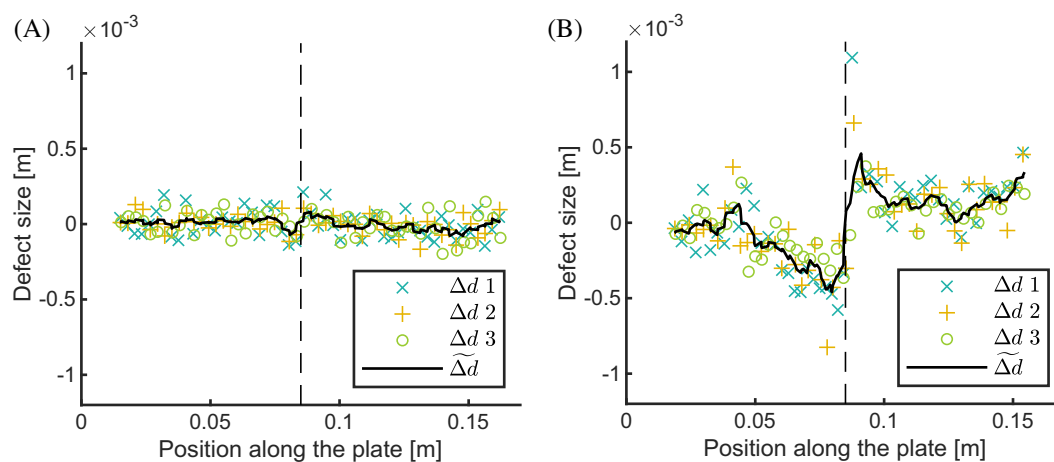 (A)
×10⁻³
1
0.5
0
-0.5
-1
Defect size [m]
0
0.05
0.1
0.15
Position along the plate [m]
Δd 1
Δd 2
Δd 3
Δ͠d
(B)
×10⁻³
1
0.5
0
-0.5
-1
Defect size [m]
0
0.05
0.1
0.15
Position along the plate [m]
Δd 1
Δd 2
Δd 3
Δ͠d